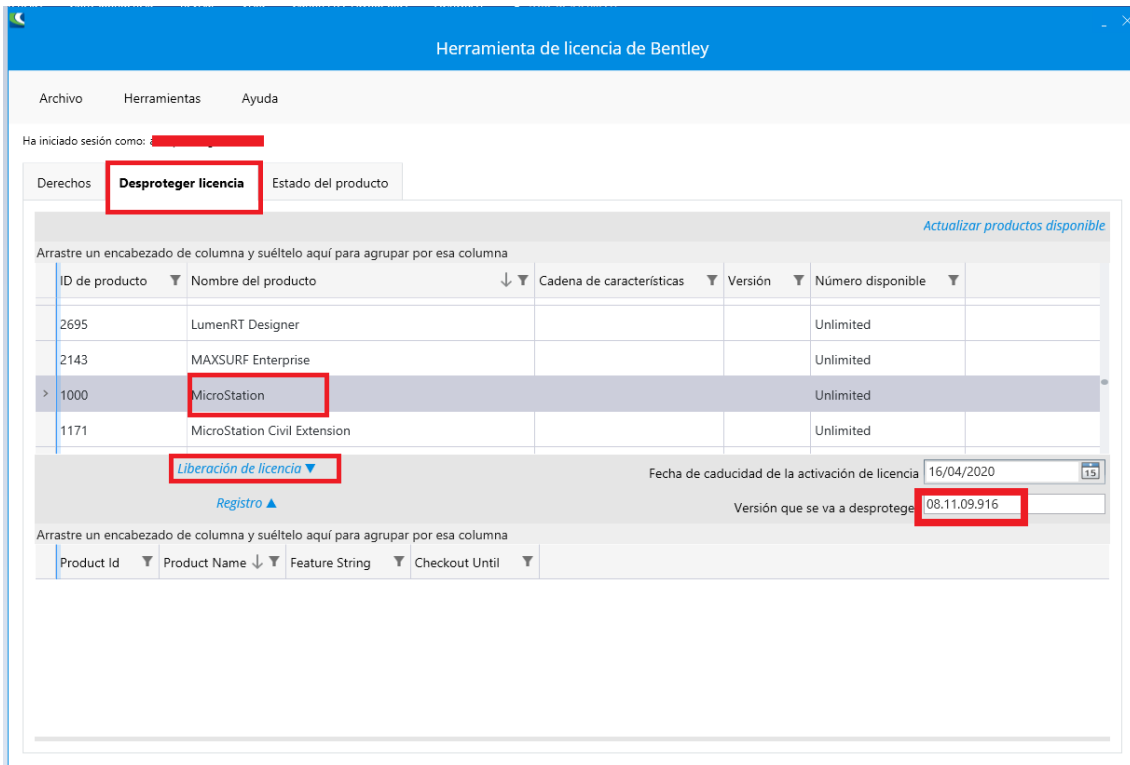 Herramienta de licencia de Bentley
Archivo Herramientas Ayuda
Ha iniciado sesión como:
Derechos Desproteger licencia Estado del producto
Actualizar productos disponible
Arrastre un encabezado de columna y suéltelo aquí para agrupar por esa columna
ID de producto Nombre del producto Cadena de características Versión Número disponible
2695 LumenRT Designer Unlimited
2143 MAXSURF Enterprise Unlimited
> 1000 MicroStation Unlimited
1171 MicroStation Civil Extension Unlimited
Liberación de licencia ▼ Fecha de caducidad de la activación de licencia 16/04/2020 15
Registro ▲ Versión que se va a desprotege 08.11.09.916
Arrastre un encabezado de columna y suéltelo aquí para agrupar por esa columna
Product Id Product Name Feature String Checkout Until